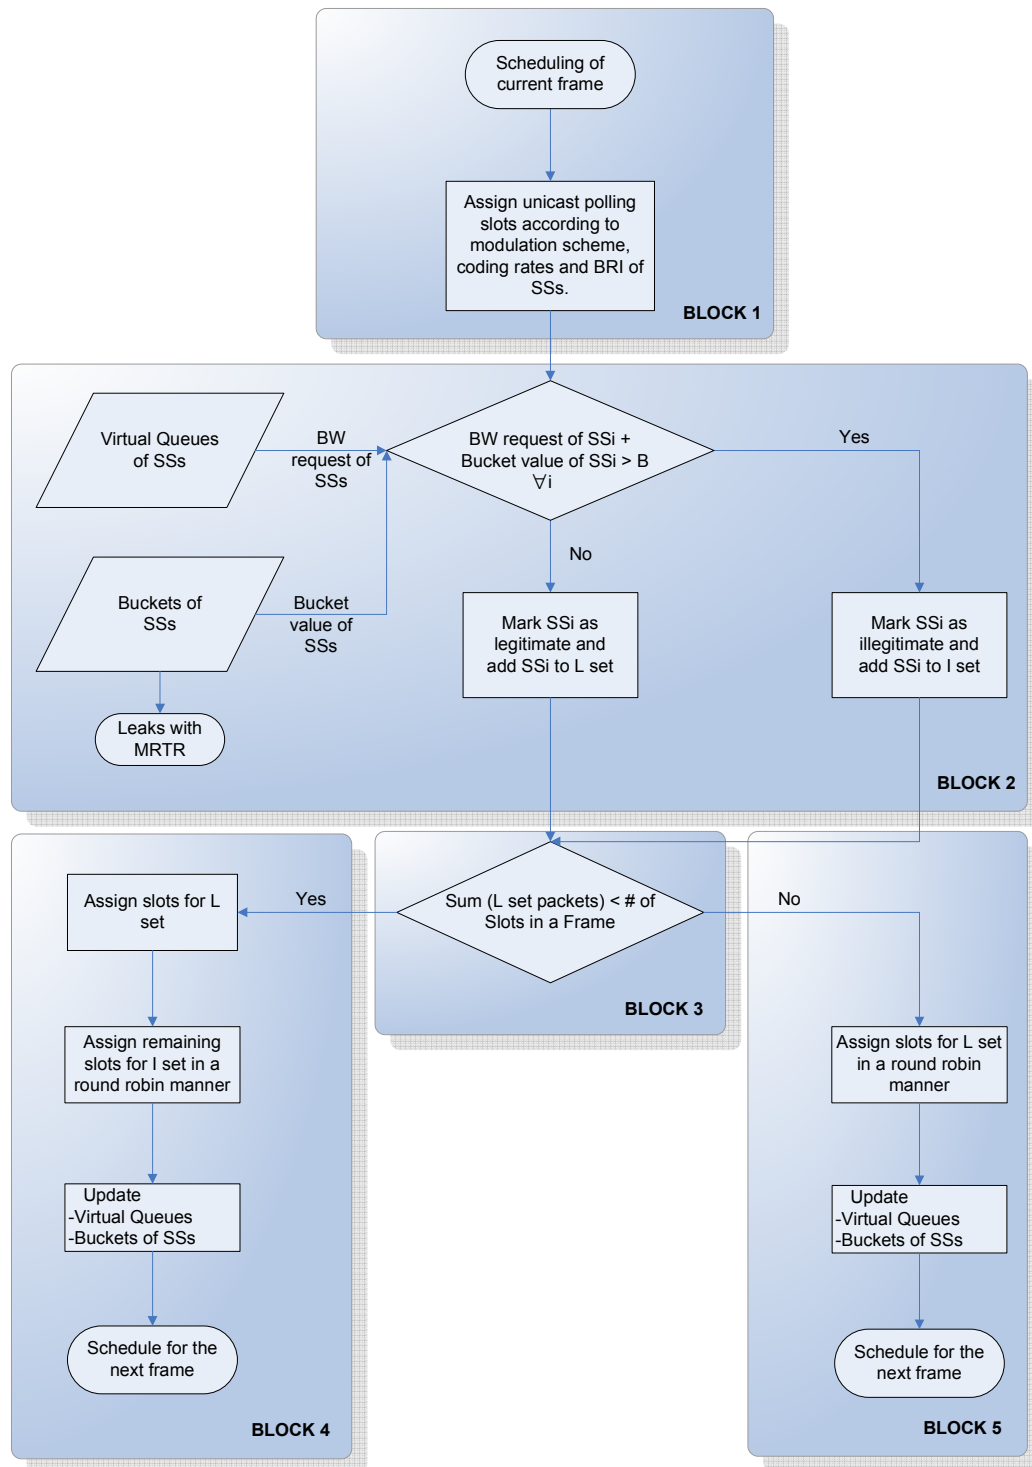 Scheduling of
current frame
Assign unicast polling
slots according to
modulation scheme,
coding rates and BRI of
SSs.
BLOCK 1
Virtual Queues
of SSs
BW
request of
SSs
BW request of SSi +
Bucket value of SSi > B
∀i
Yes
No
Buckets of
SSs
Bucket
value of
SSs
Mark SSi as
legitimate and
add SSi to L set
Mark SSi as
illegitimate and
add SSi to I set
Leaks with
MRTR
BLOCK 2
Sum (L set packets) < # of
Slots in a Frame
Yes
No
BLOCK 3
Assign slots for L
set
Assign remaining
slots for I set in a
round robin manner
Update
-Virtual Queues
-Buckets of SSs
Schedule for the
next frame
BLOCK 4
Assign slots for L set
in a round robin
manner
Update
-Virtual Queues
-Buckets of SSs
Schedule for the
next frame
BLOCK 5